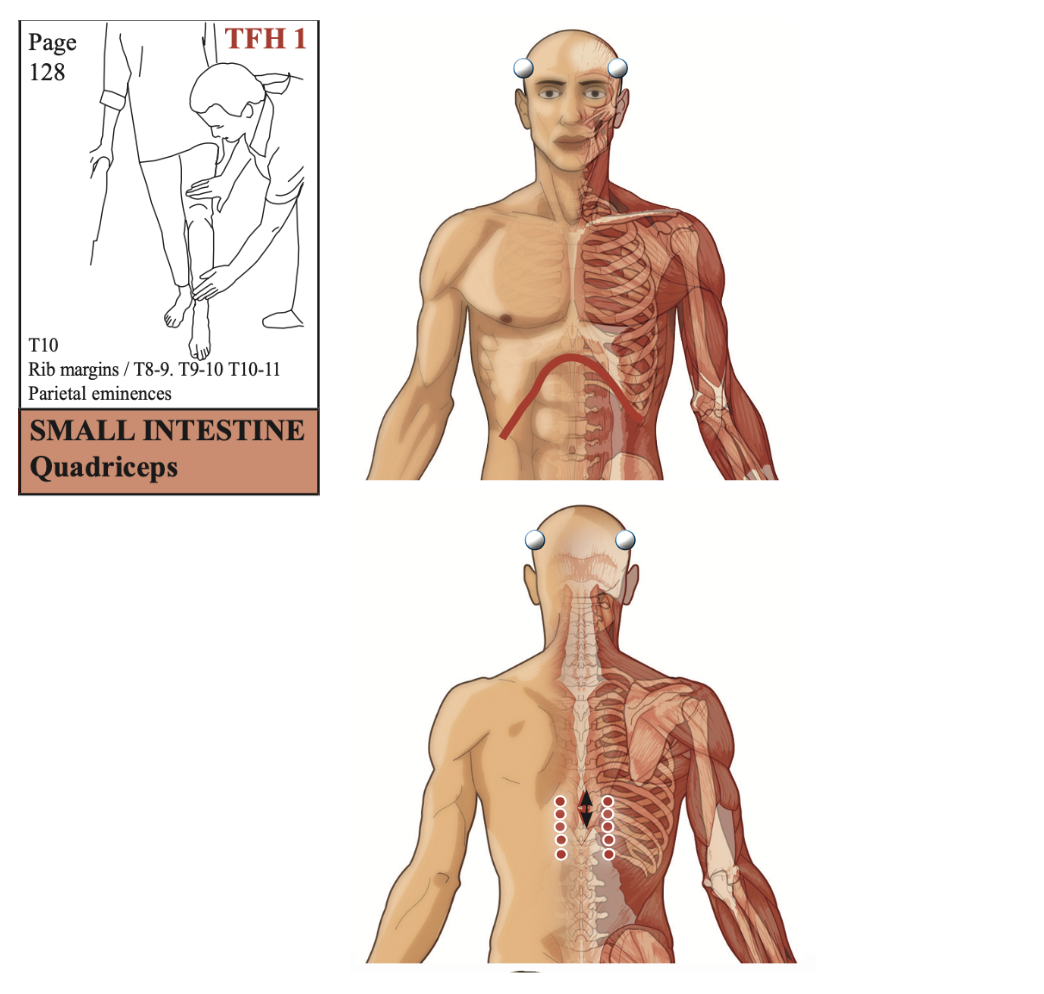 Page
128
TFH 1
T10
Rib margins / T8-9. T9-10 T10-11
Parietal eminences
SMALL INTESTINE
Quadriceps